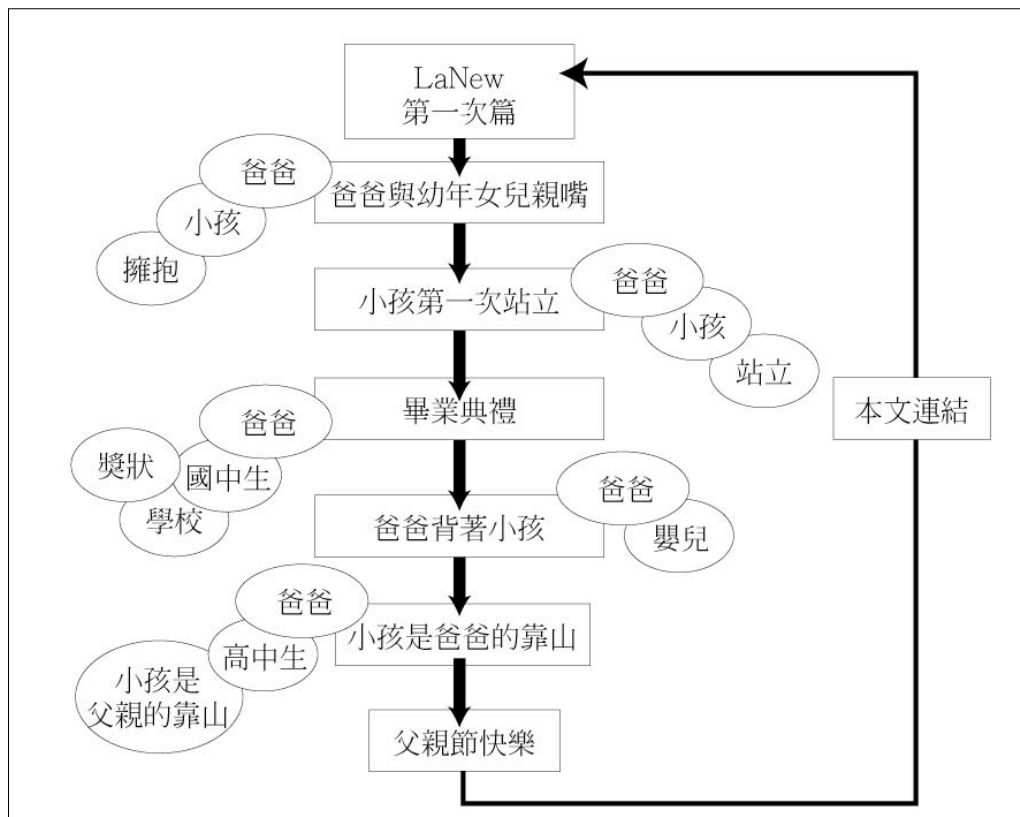 LaNew
第一次篇
爸爸
爸爸與幼年女兒親嘴
小孩
擁抱
爸爸
小孩第一次站立
小孩
站立
爸爸
畢業典禮
本文連結
獎狀
國中生
爸爸
學校
爸爸背著小孩
嬰兒
爸爸
小孩是爸爸的靠山
高中生
小孩是
父親的靠山
父親節快樂